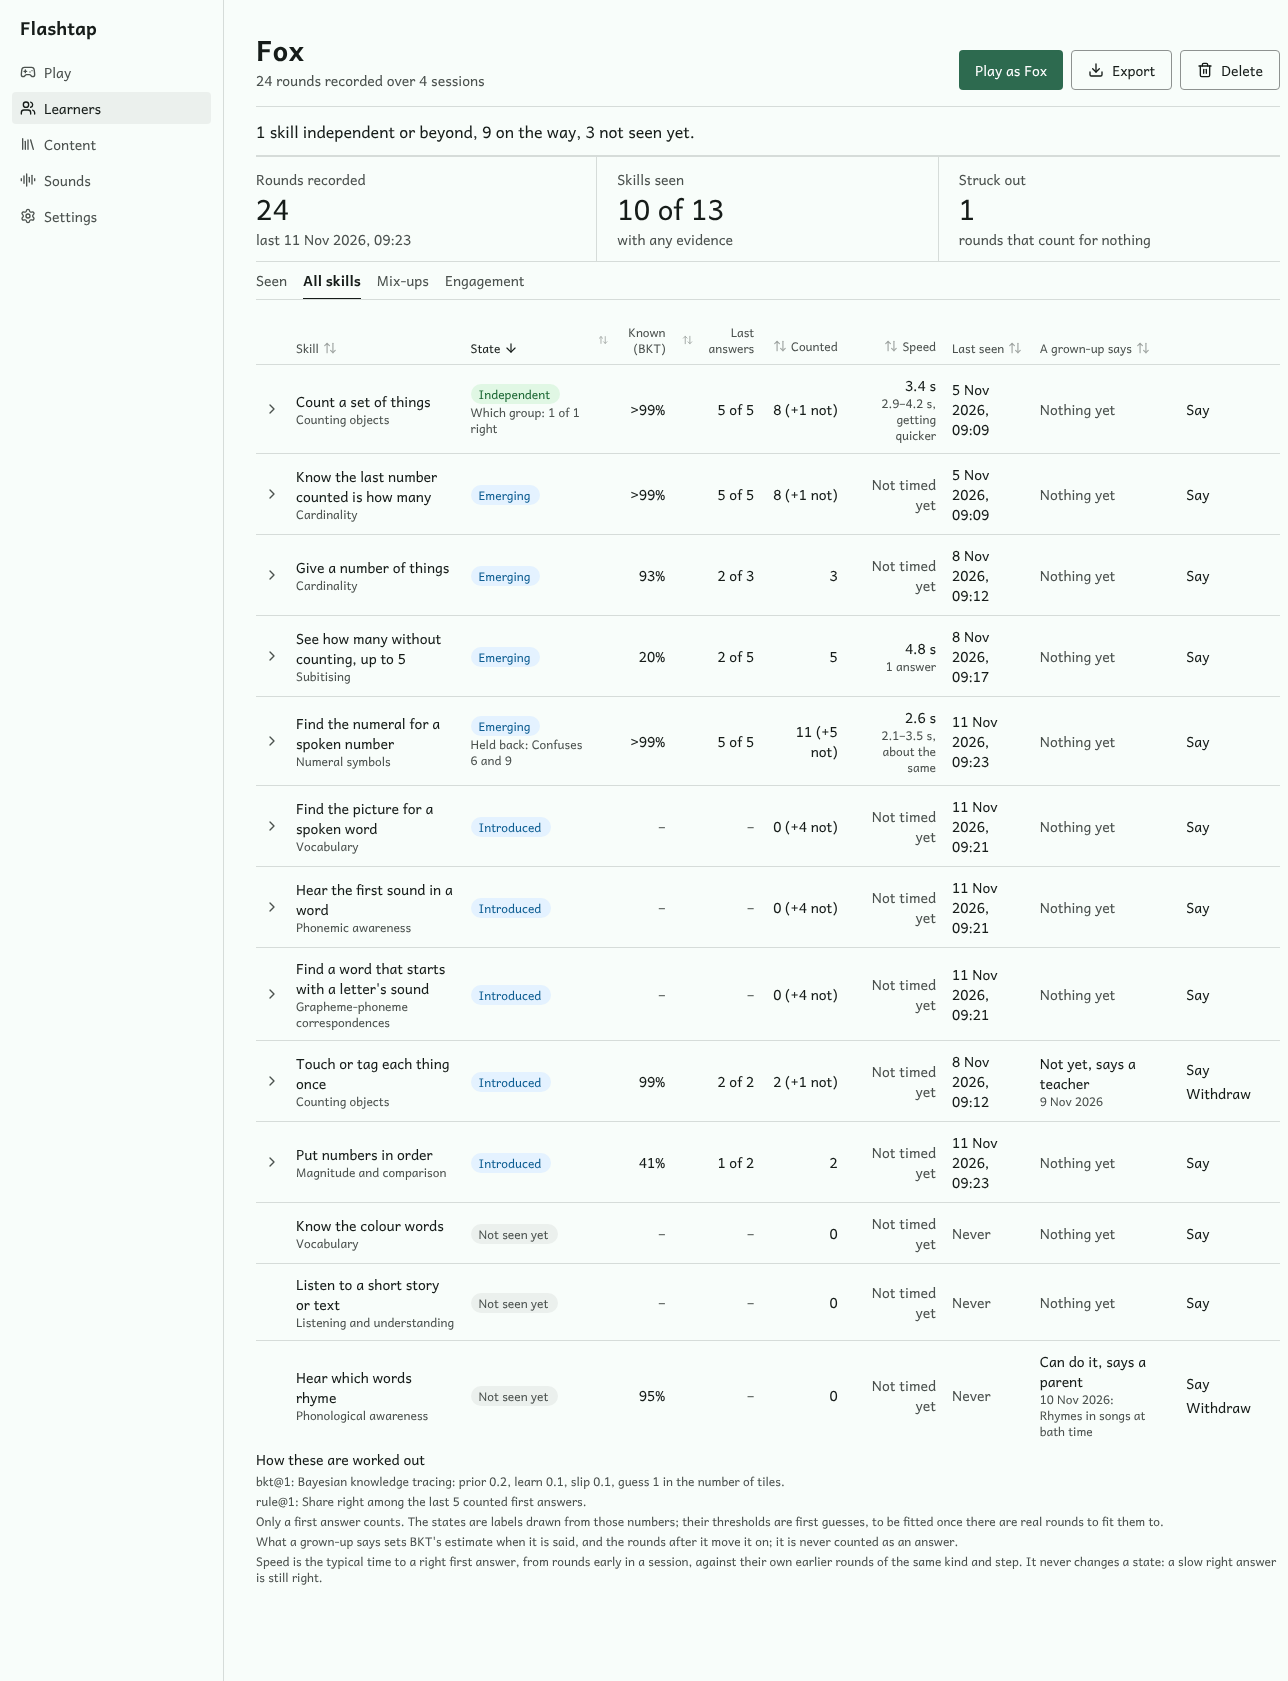 Flashtap
Play
Learners
Content
Sounds
Settings
Fox
24 rounds recorded over 4 sessions
Play as Fox
Export
Delete
1 skill independent or beyond, 9 on the way, 3 not seen yet.
Rounds recorded
24
last 11 Nov 2026, 09:23
Skills seen
10 of 13
with any evidence
Struck out
1
rounds that count for nothing
Seen
All skills
Mix-ups
Engagement
Skill
State
Known
(BKT)
Last
answers
Counted
Speed
Last seen
A grown-up says
Count a set of things
Counting objects
Independent
Which group: 1 of 1
right
>99%
5 of 5
8 (+1 not)
3.4 s
2.9–4.2 s,
getting
quicker
5 Nov
2026,
09:09
Nothing yet
Say
Know the last number
counted is how many
Cardinality
Emerging
>99%
5 of 5
8 (+1 not)
Not timed
yet
5 Nov
2026,
09:09
Nothing yet
Say
Give a number of things
Cardinality
Emerging
93%
2 of 3
3
Not timed
yet
8 Nov
2026,
09:12
Nothing yet
Say
See how many without
counting, up to 5
Subitising
Emerging
20%
2 of 5
5
4.8 s
1 answer
8 Nov
2026,
09:17
Nothing yet
Say
Find the numeral for a
spoken number
Numeral symbols
Emerging
Held back: Confuses
6 and 9
>99%
5 of 5
11 (+5
not)
2.6 s
2.1–3.5 s,
about the
same
11 Nov
2026,
09:23
Nothing yet
Say
Find the picture for a
spoken word
Vocabulary
Introduced
–
–
0 (+4 not)
Not timed
yet
11 Nov
2026,
09:21
Nothing yet
Say
Hear the first sound in a
word
Phonemic awareness
Introduced
–
–
0 (+4 not)
Not timed
yet
11 Nov
2026,
09:21
Nothing yet
Say
Find a word that starts
with a letter's sound
Grapheme-phoneme
correspondences
Introduced
–
–
0 (+4 not)
Not timed
yet
11 Nov
2026,
09:21
Nothing yet
Say
Touch or tag each thing
once
Counting objects
Introduced
99%
2 of 2
2 (+1 not)
Not timed
yet
8 Nov
2026,
09:12
Not yet, says a
teacher
9 Nov 2026
Say
Withdraw
Put numbers in order
Magnitude and comparison
Introduced
41%
1 of 2
2
Not timed
yet
11 Nov
2026,
09:23
Nothing yet
Say
Know the colour words
Vocabulary
Not seen yet
–
–
0
Not timed
yet
Never
Nothing yet
Say
Listen to a short story
or text
Listening and understanding
Not seen yet
–
–
0
Not timed
yet
Never
Nothing yet
Say
Hear which words
rhyme
Phonological awareness
Not seen yet
95%
–
0
Not timed
yet
Never
Can do it, says a
parent
10 Nov 2026:
Rhymes in songs at
bath time
Say
Withdraw
How these are worked out
bkt@1: Bayesian knowledge tracing: prior 0.2, learn 0.1, slip 0.1, guess 1 in the number of tiles.
rule@1: Share right among the last 5 counted first answers.
Only a first answer counts. The states are labels drawn from those numbers; their thresholds are first guesses, to be fitted once there are real rounds to fit them to.
What a grown-up says sets BKT's estimate when it is said, and the rounds after it move it on; it is never counted as an answer.
Speed is the typical time to a right first answer, from rounds early in a session, against their own earlier rounds of the same kind and step. It never changes a state: a slow right answer
is still right.